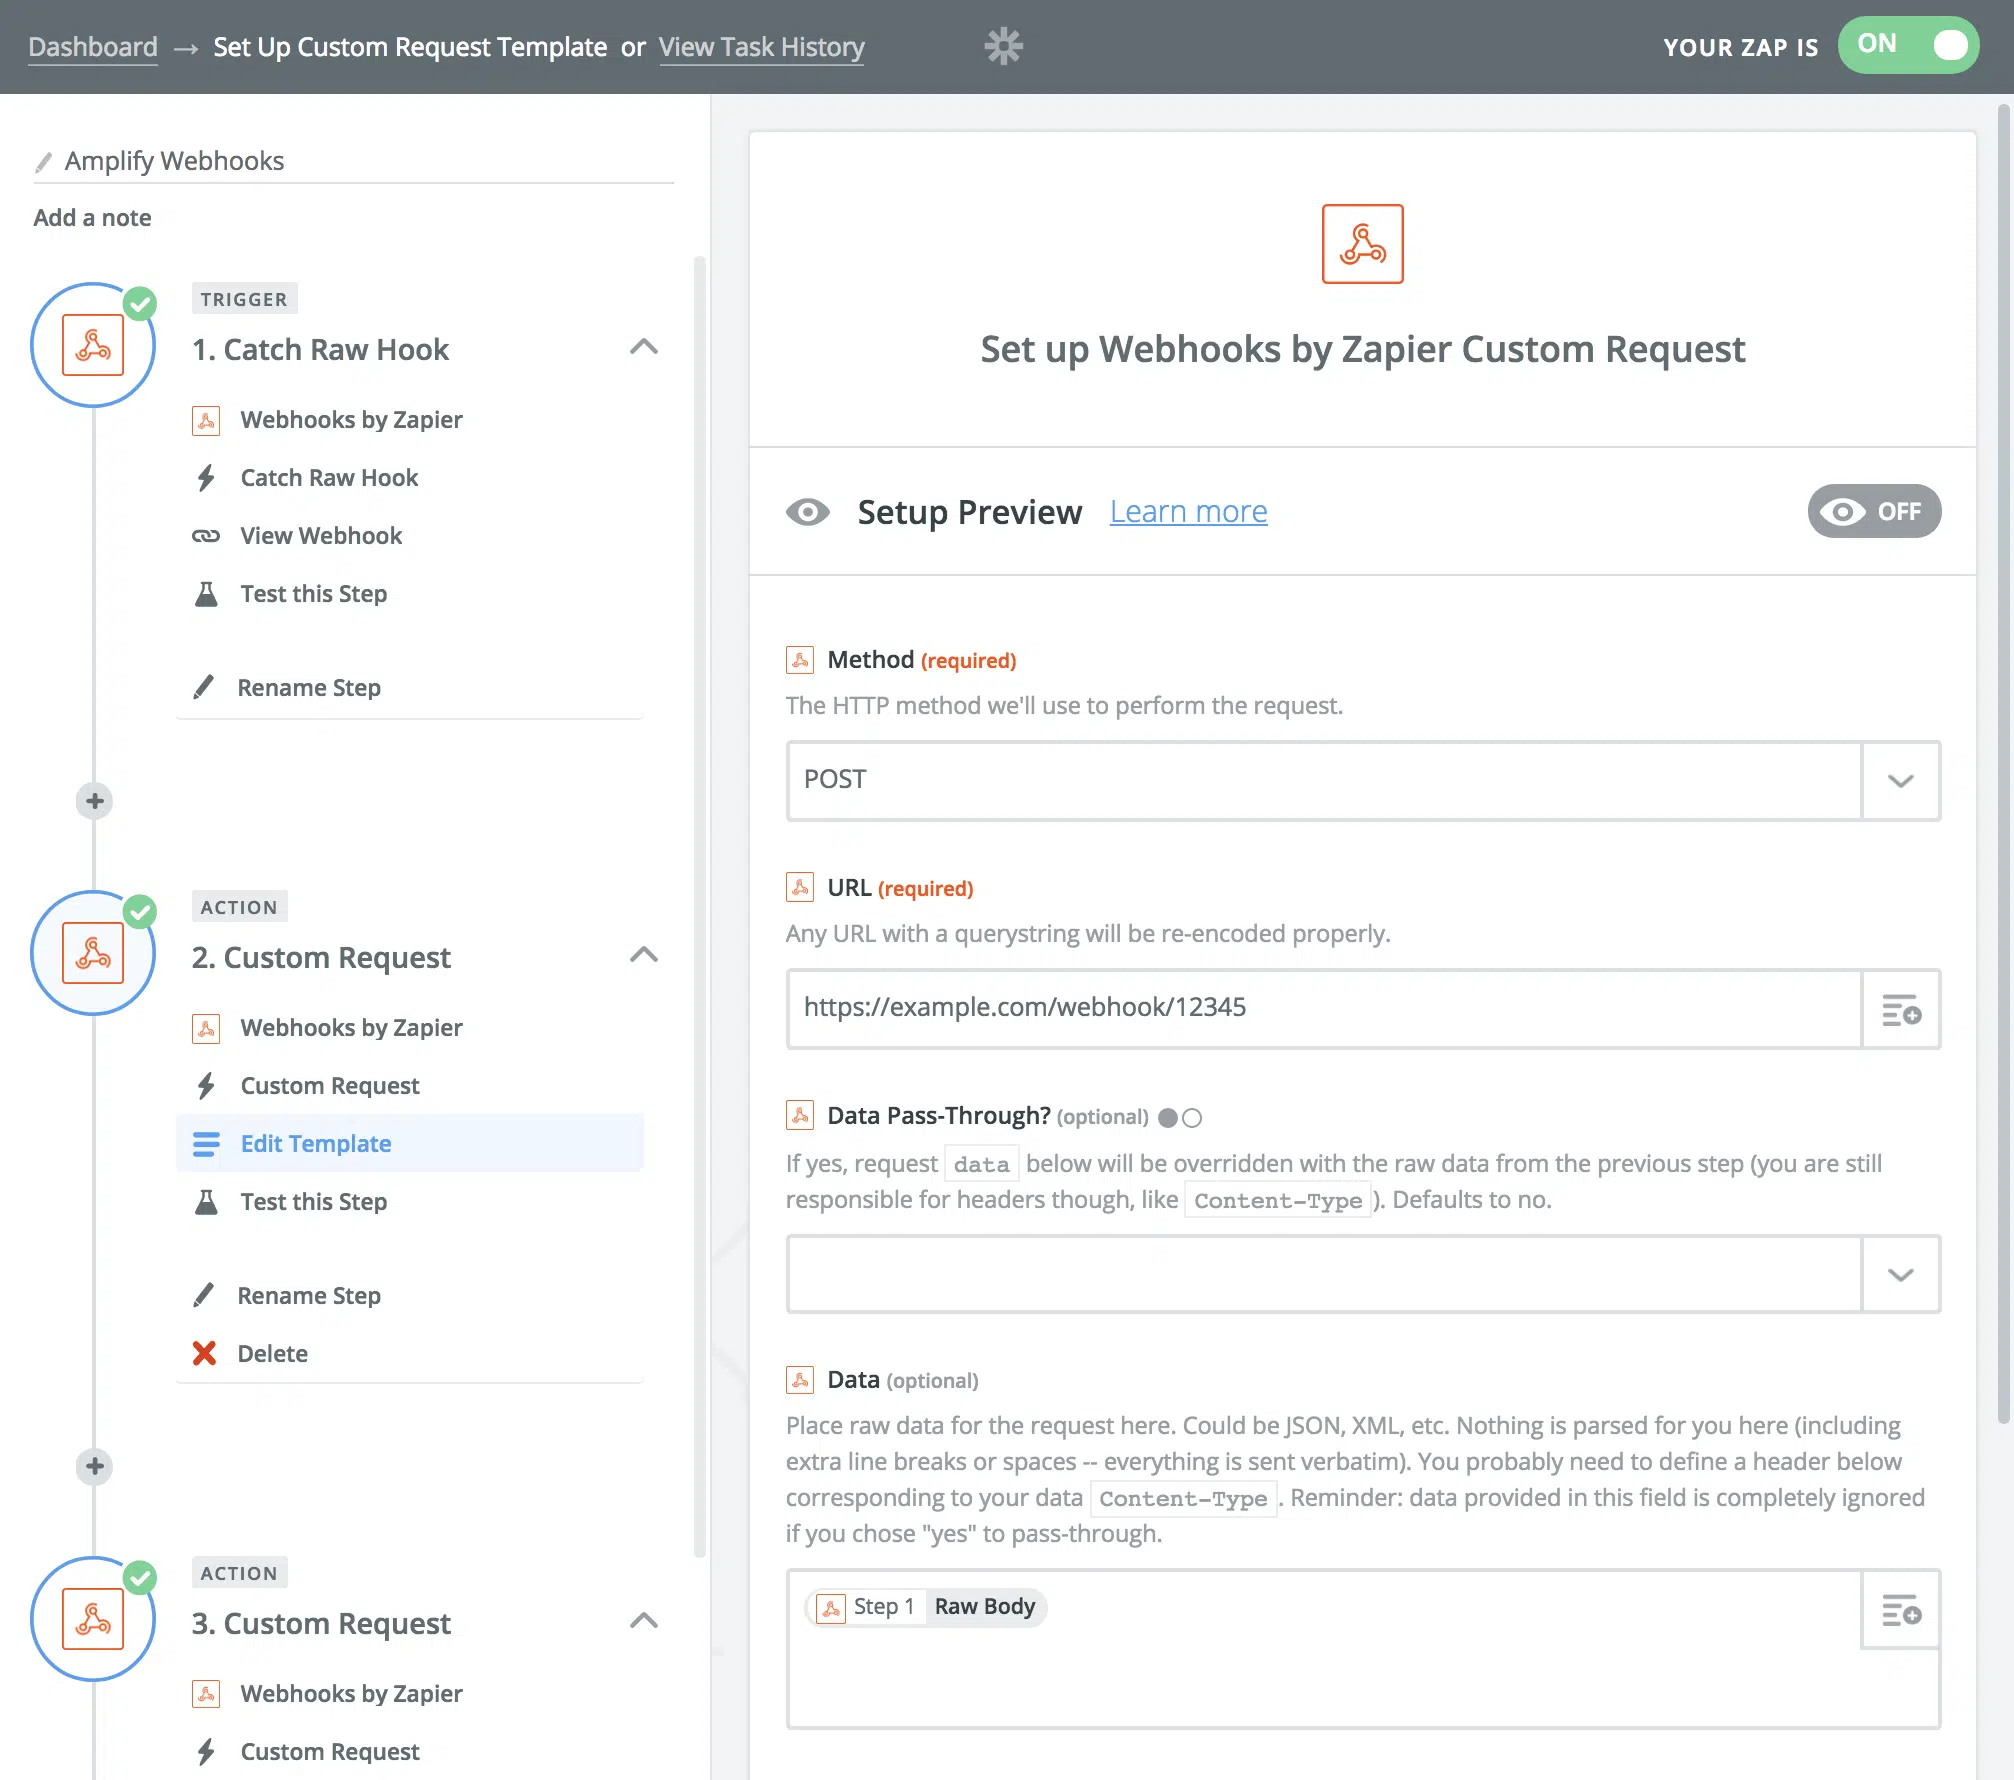 Dashboard → Set Up Custom Request Template or View Task History
YOUR ZAP IS ON
Amplify Webhooks
Add a note
TRIGGER
1. Catch Raw Hook
Webhooks by Zapier
Catch Raw Hook
View Webhook
Test this Step
Rename Step
ACTION
2. Custom Request
Webhooks by Zapier
Custom Request
Edit Template
Test this Step
Rename Step
Delete
ACTION
3. Custom Request
Webhooks by Zapier
Custom Request
Set up Webhooks by Zapier Custom Request
Setup Preview Learn more OFF
Method (required)
The HTTP method we'll use to perform the request.
POST
URL (required)
Any URL with a querystring will be re-encoded properly.
https://example.com/webhook/12345
Data Pass-Through? (optional)
If yes, request data below will be overridden with the raw data from the previous step (you are still
responsible for headers though, like Content-Type ). Defaults to no.
Data (optional)
Place raw data for the request here. Could be JSON, XML, etc. Nothing is parsed for you here (including
extra line breaks or spaces -- everything is sent verbatim). You probably need to define a header below
corresponding to your data Content-Type . Reminder: data provided in this field is completely ignored
if you chose "yes" to pass-through.
Step 1 Raw Body